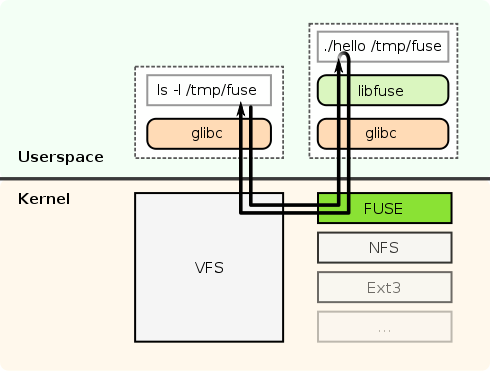 ./hello /tmp/fuse
ls -l /tmp/fuse
libfuse
glibc
glibc
Userspace
Kernel
FUSE
VFS
NFS
Ext3
...